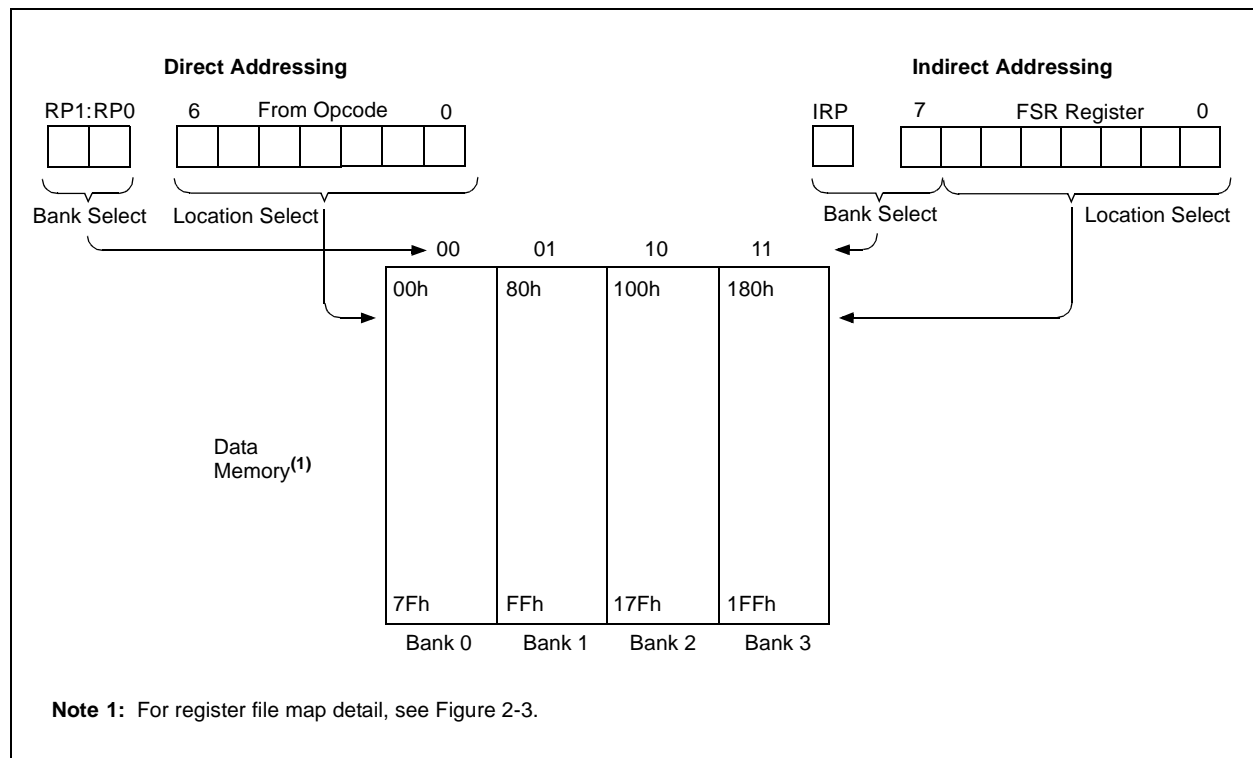 Direct Addressing
Indirect Addressing
RP1:RP0 6 From Opcode 0
IRP 7 FSR Register 0
Bank Select Location Select
Bank Select Location Select
00 01 10 11
00h 80h 100h 180h
Data
Memory(1)
7Fh FFh 17Fh 1FFh
Bank 0 Bank 1 Bank 2 Bank 3
Note 1: For register file map detail, see Figure 2-3.